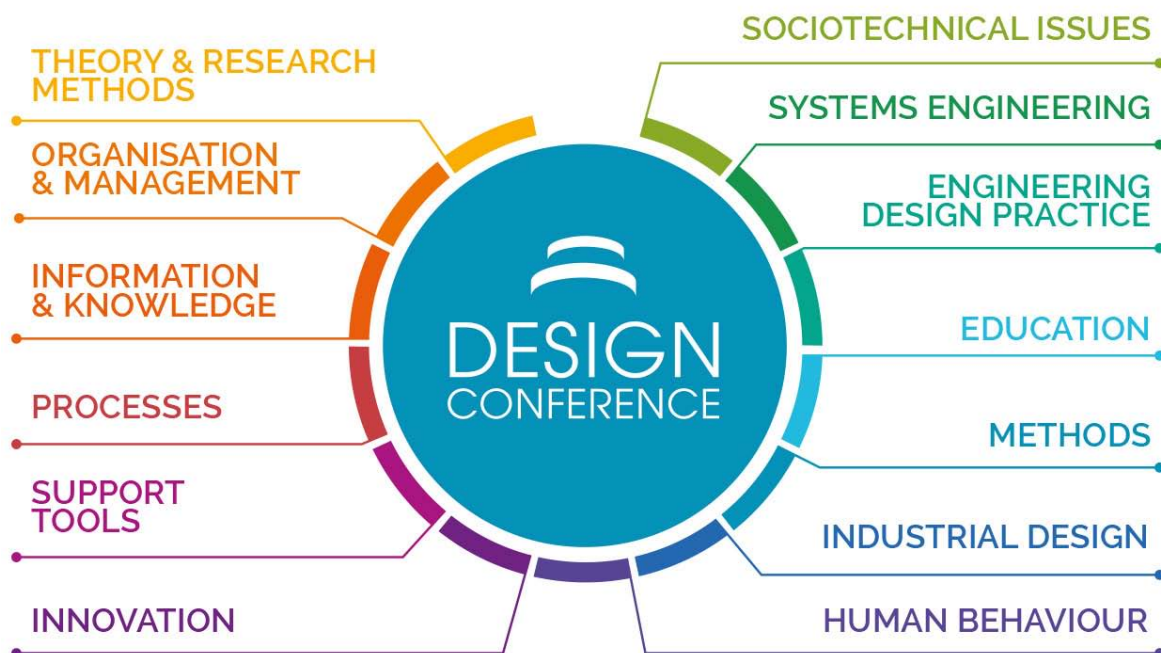 THEORY & RESEARCH
METHODS
ORGANISATION
& MANAGEMENT
INFORMATION
& KNOWLEDGE
PROCESSES
SUPPORT
TOOLS
INNOVATION
DESIGN
CONFERENCE
SOCIOTECHNICAL ISSUES
SYSTEMS ENGINEERING
ENGINEERING
DESIGN PRACTICE
EDUCATION
METHODS
INDUSTRIAL DESIGN
HUMAN BEHAVIOUR